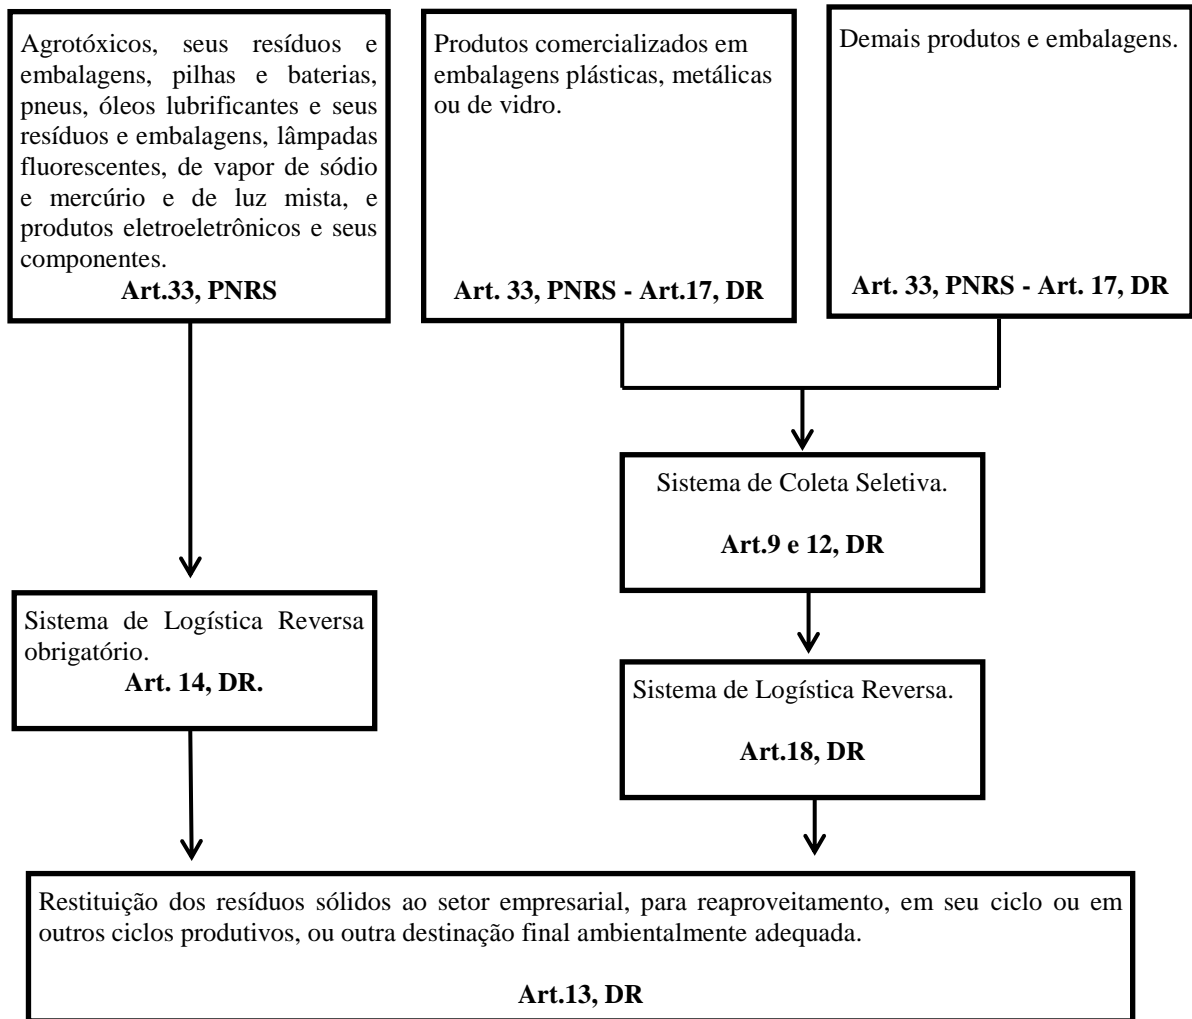 Agrotóxicos, seus resíduos e
embalagens, pilhas e baterias,
pneus, óleos lubrificantes e seus
resíduos e embalagens, lâmpadas
fluorescentes, de vapor de sódio
e mercúrio e de luz mista, e
produtos eletroeletrônicos e seus
componentes.
Art.33, PNRS
Produtos comercializados em
embalagens plásticas, metálicas
ou de vidro.
Art. 33, PNRS - Art.17, DR
Demais produtos e embalagens.
Art. 33, PNRS - Art. 17, DR
Sistema de Coleta Seletiva.
Art.9 e 12, DR
Sistema de Logística Reversa
obrigatório.
Art. 14, DR.
Sistema de Logística Reversa.
Art.18, DR
Restituição dos resíduos sólidos ao setor empresarial, para reaproveitamento, em seu ciclo ou em
outros ciclos produtivos, ou outra destinação final ambientalmente adequada.
Art.13, DR